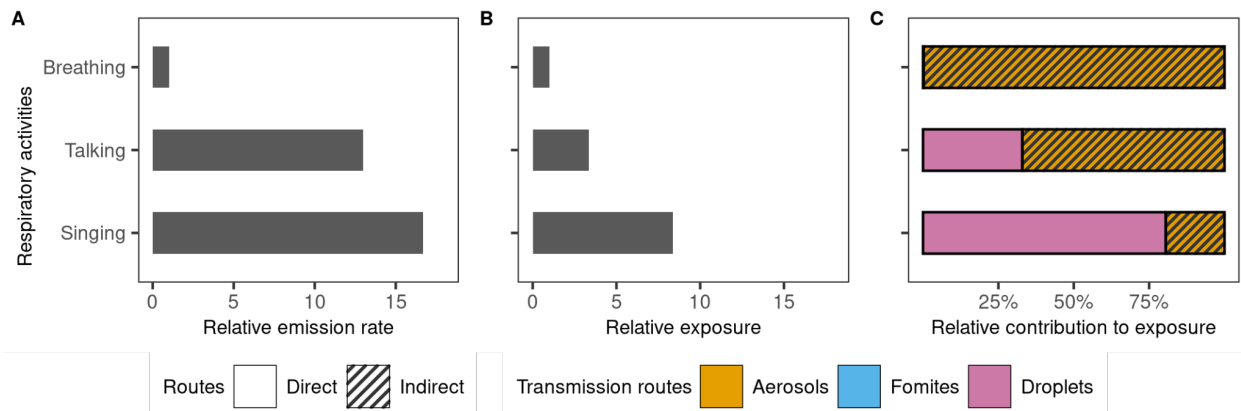 A
B
C
Respiratory activities
Breathing
Talking
Singing
0
5
10
15
0
5
10
15
25%
50%
75%
Relative emission rate
Relative exposure
Relative contribution to exposure
Routes
Direct
Indirect
Transmission routes
Aerosols
Fomites
Droplets